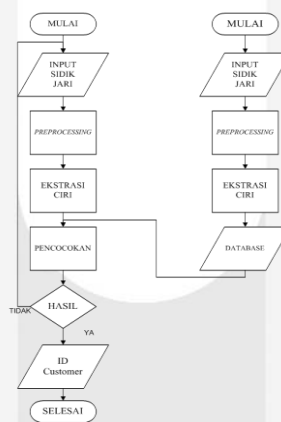 MULAI
INPUT
SIDIK
JARI
PREPROCESSING
EKSTRASI
CIRI
PENCOCOKAN
HASIL
TIDAK
YA
ID
Customer
SELESAI
MULAI
INPUT
SIDIK
JARI
PREPROCESSING
EKSTRASI
CIRI
DATABASE